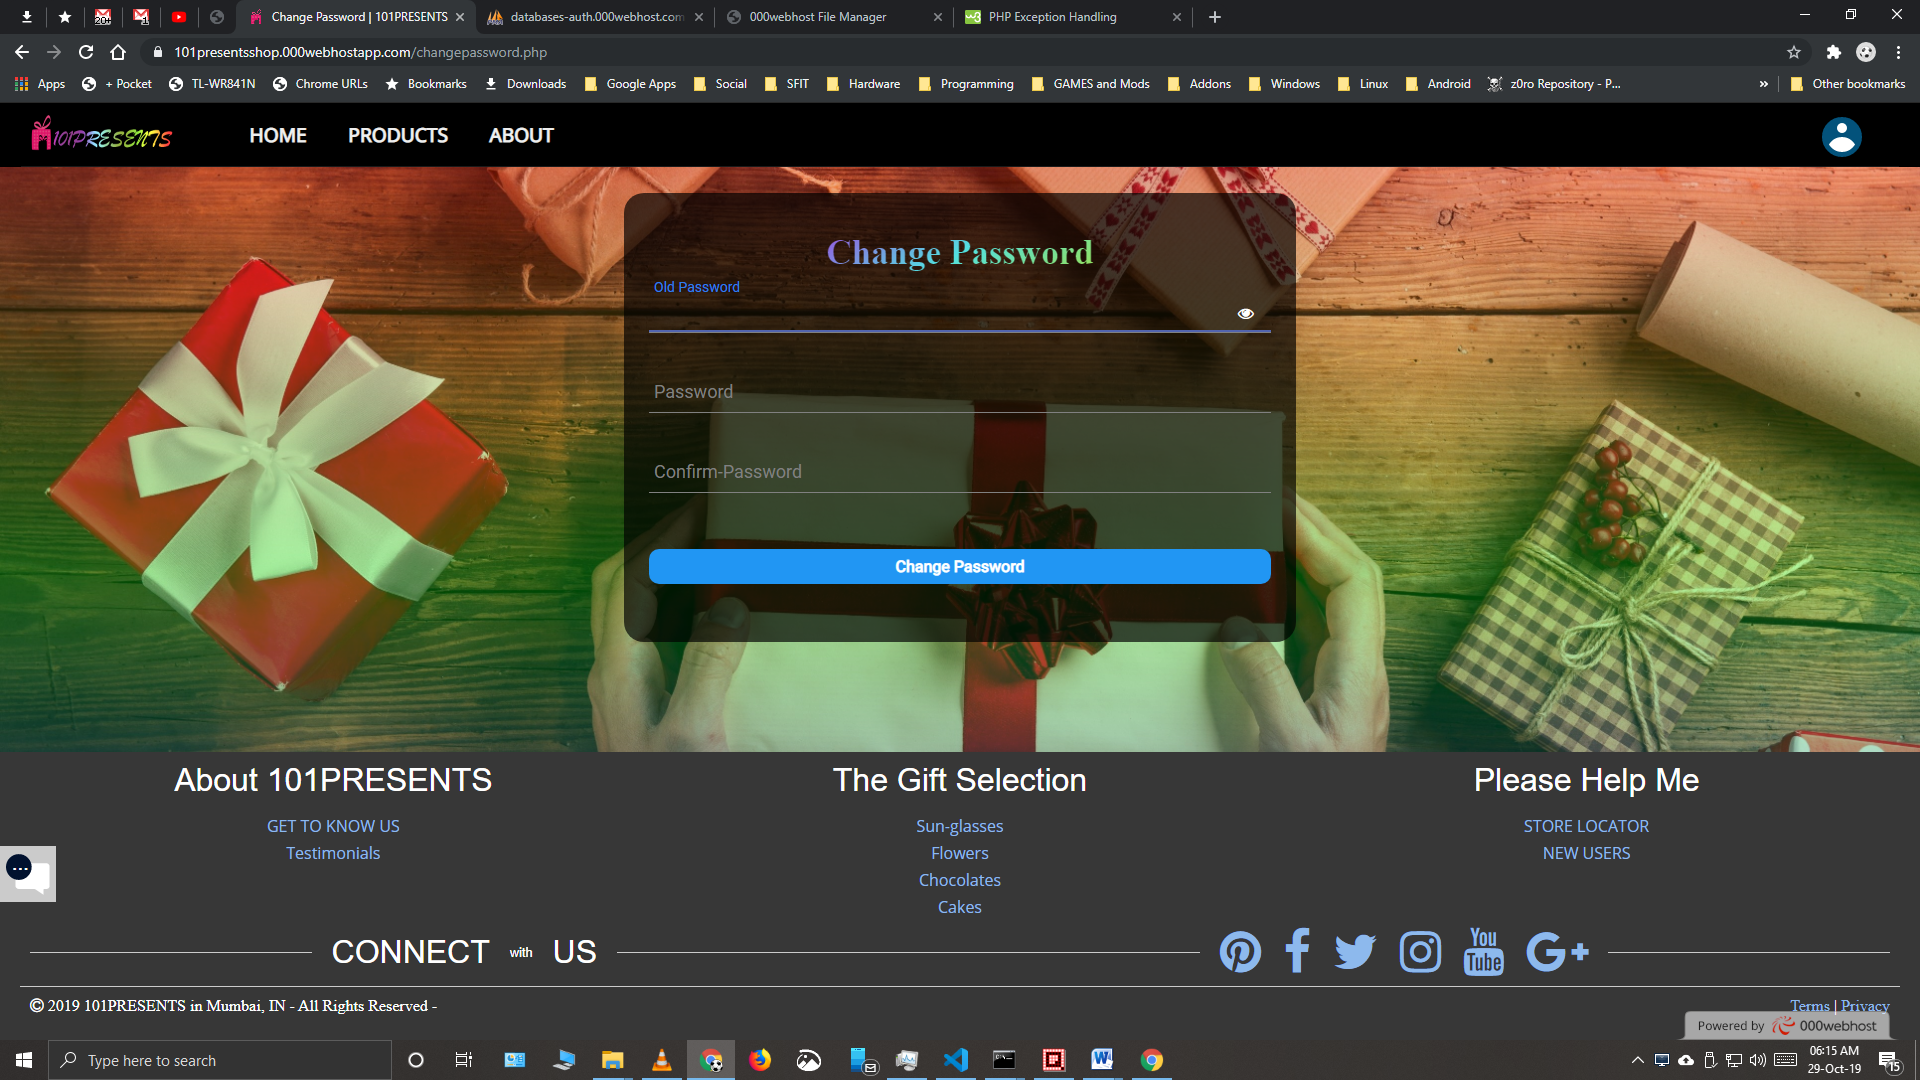 20+
1
Change Password | 101PRESENTS
databases-auth.000webhost.com
000webhost File Manager
PHP Exception Handling
101presentsshop.000webhostapp.com/changepassword.php
Apps
+ Pocket
TL-WR841N
Chrome URLs
Bookmarks
Downloads
Google Apps
Social
SFIT
Hardware
Programming
GAMES and Mods
Addons
Windows
Linux
Android
z0ro Repository - P...
»
Other bookmarks
101PRESENTS
HOME
PRODUCTS
ABOUT
Change Password
Old Password
Password
Confirm-Password
Change Password
About 101PRESENTS
GET TO KNOW US
Testimonials
The Gift Selection
Sun-glasses
Flowers
Chocolates
Cakes
Please Help Me
STORE LOCATOR
NEW USERS
CONNECT with US
You
Tube
G+
© 2019 101PRESENTS in Mumbai, IN - All Rights Reserved -
Terms | Privacy
Powered by 000webhost
Type here to search
06:15 AM
29-Oct-19
15